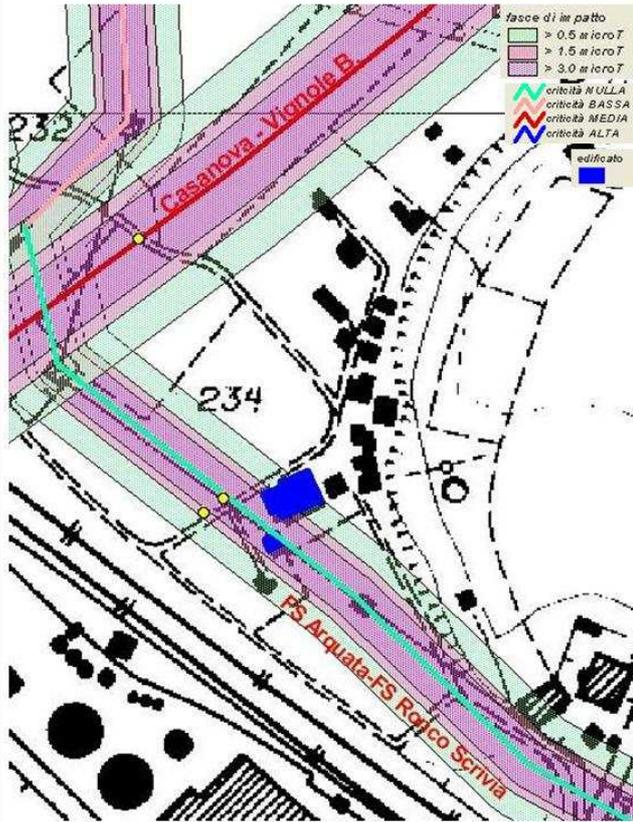 fasce di impatto
> 0.5 microT
> 1.5 microT
> 3.0 microT
criticità NULLA
criticità BASSA
criticità MEDIA
criticità ALTA
edificato
232
Casanova - Vignole B.
234
FS Arquata-FS Ronco Scrivia